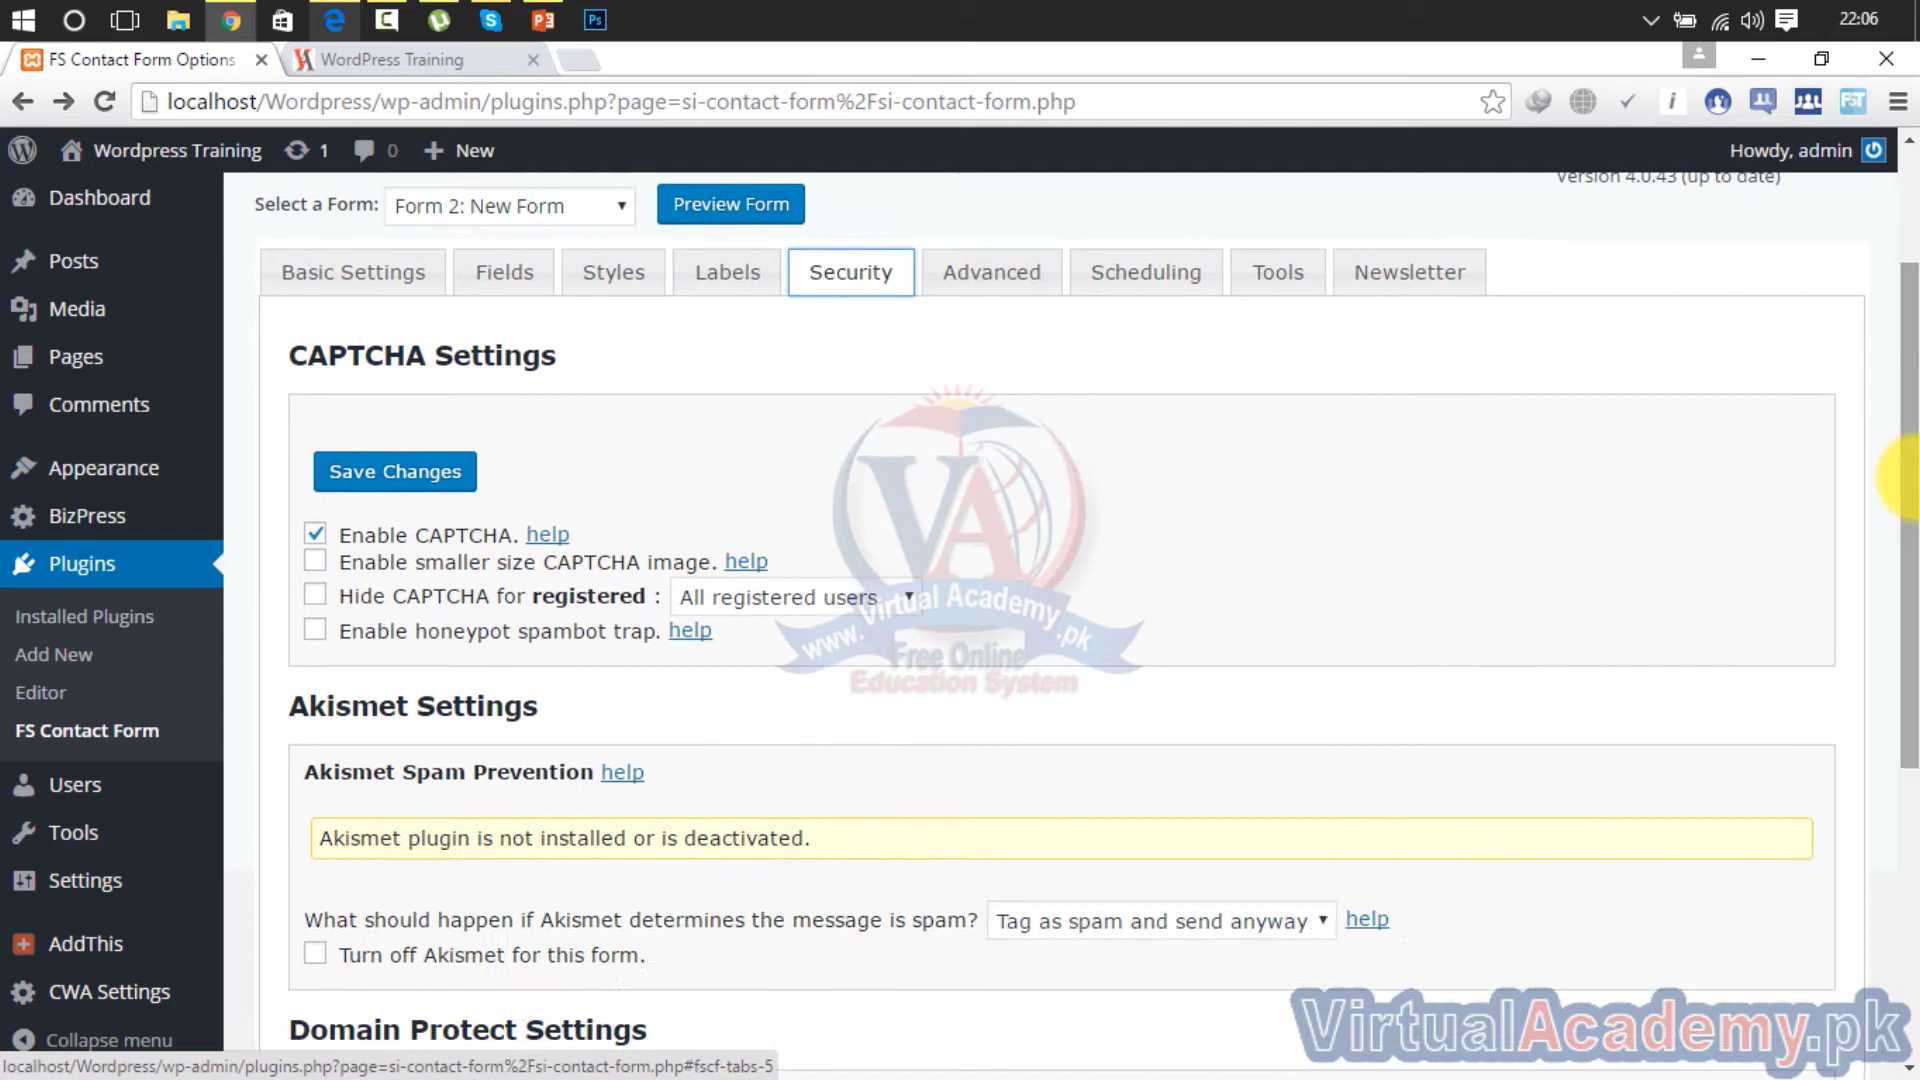 22:06
FS Contact Form Options
WordPress Training
localhost/Wordpress/wp-admin/plugins.php?page=si-contact-form%2Fsi-contact-form.php
Wordpress Training 1 0 New
Howdy, admin
Dashboard
Posts
Media
Pages
Comments
Appearance
BizPress
Plugins
Installed Plugins
Add New
Editor
FS Contact Form
Users
Tools
Settings
AddThis
CWA Settings
Collapse menu
Version 4.0.43 (up to date)
Select a Form: Form 2: New Form Preview Form
Basic Settings Fields Styles Labels Security Advanced Scheduling Tools Newsletter
CAPTCHA Settings
Save Changes
Enable CAPTCHA. help
Enable smaller size CAPTCHA image. help
Hide CAPTCHA for registered : All registered users
Enable honeypot spambot trap. help
VA
www.Virtual Academy.pk
Free Online
Education System
Akismet Settings
Akismet Spam Prevention help
Akismet plugin is not installed or is deactivated.
What should happen if Akismet determines the message is spam? Tag as spam and send anyway help
Turn off Akismet for this form.
Domain Protect Settings
VirtualAcademy.pk
localhost/Wordpress/wp-admin/plugins.php?page=si-contact-form%2Fsi-contact-form.php#fscf-tabs-5